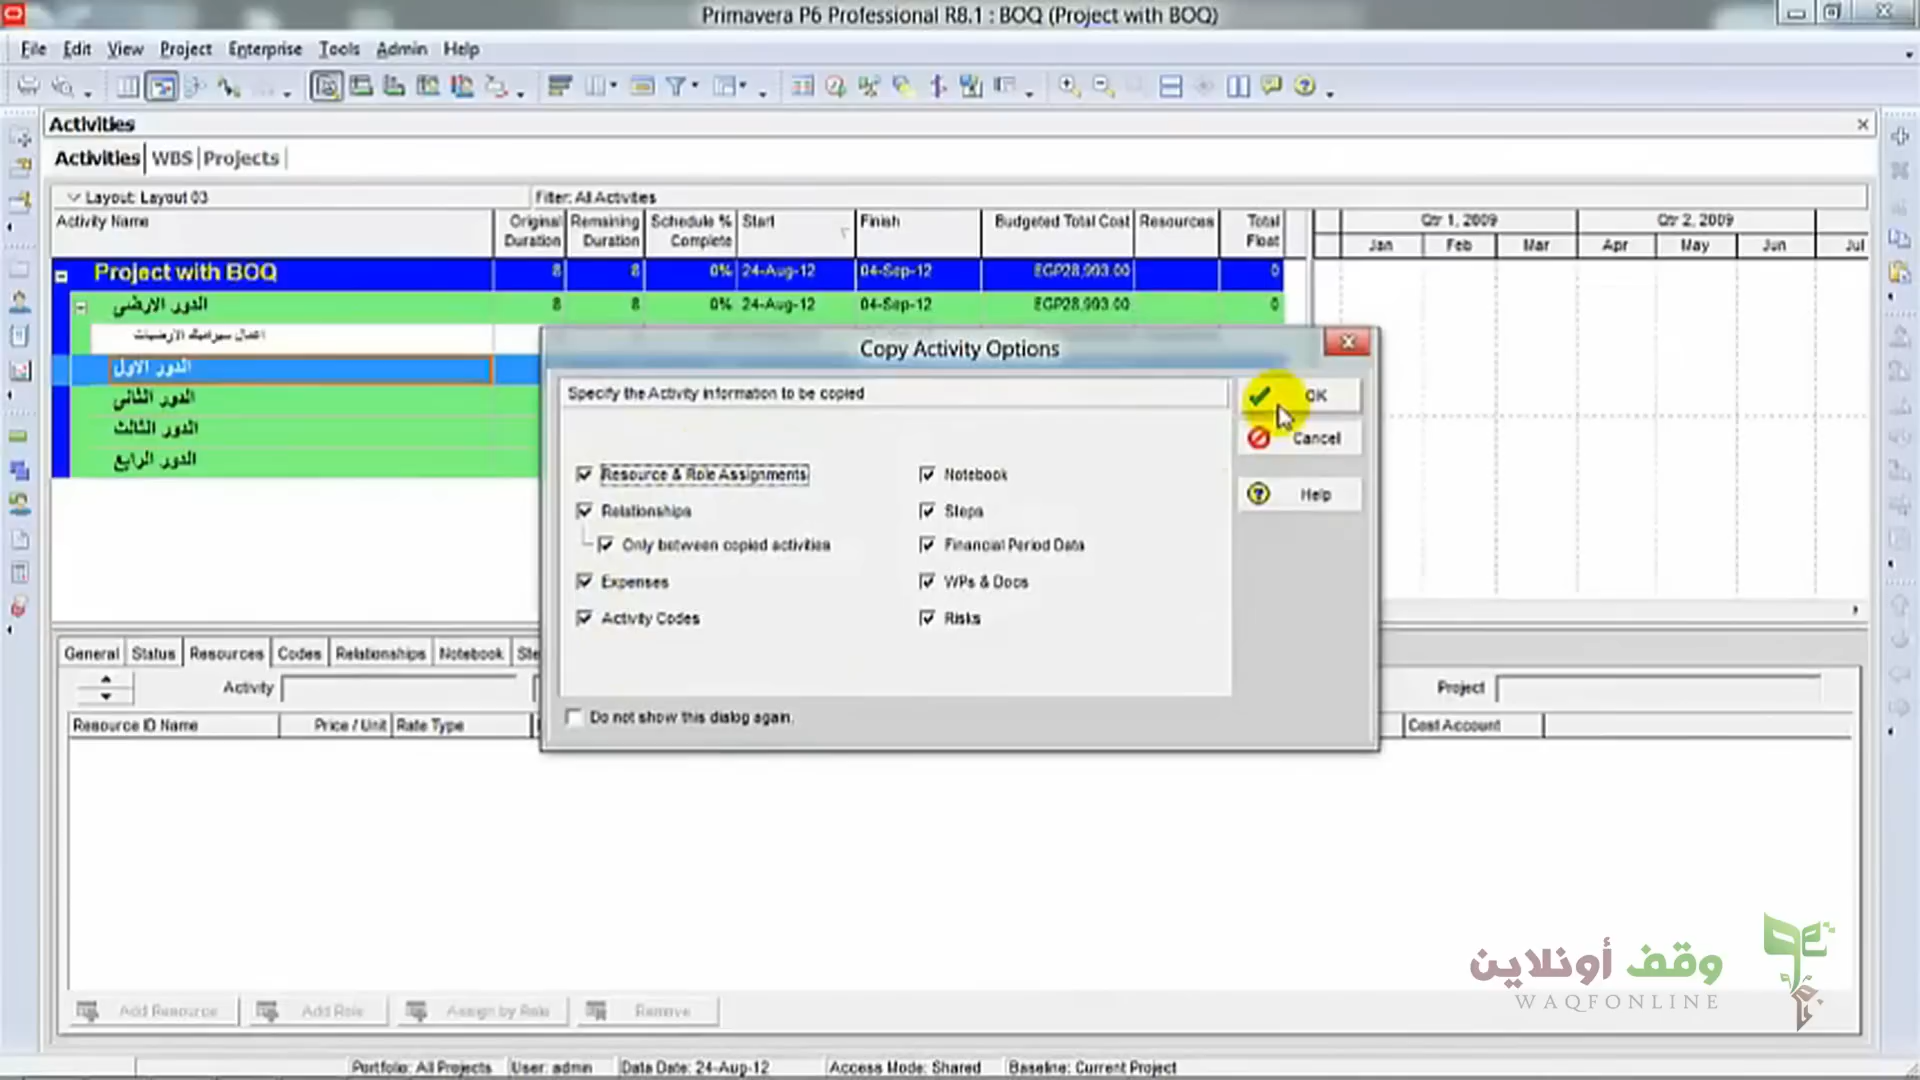 Primavera P6 Professional R8.1 : BOQ (Project with BOQ)
File Edit View Project Enterprise Tools Admin Help
Activities
Activities WBS Projects
Layout: Layout 03 Filter: All Activities
Activity Name Original Duration Remaining Duration Schedule % Complete Start Finish Budgeted Total Cost Resources Total Float
Qtr 1, 2009 Qtr 2, 2009
Jan Feb Mar Apr May Jun Jul
Project with BOQ 8 8 0% 24-Aug-12 04-Sep-12 EGP28,993.00 0
الدور الارضى 8 8 0% 24-Aug-12 04-Sep-12 EGP28,993.00 0
اعمال سيراميك الارضيات
الدور الاول
الدور الثانى
الدور الثالث
الدور الرابع
Copy Activity Options
Specify the Activity information to be copied
OK
Cancel
Help
Resource & Role Assignments Notebook
Relationships Steps
Only between copied activities Financial Period Data
Expenses WPs & Docs
Activity Codes Risks
Do not show this dialog again.
General Status Resources Codes Relationships Notebook Ste
Activity Project
Resource ID Name Price / Unit Rate Type Cost Account
Add Resource Add Role Assign by Role Remove
وقف أونلاين
WAQFONLINE
Portfolio: All Projects User: admin Data Date: 24-Aug-12 Access Mode: Shared Baseline: Current Project